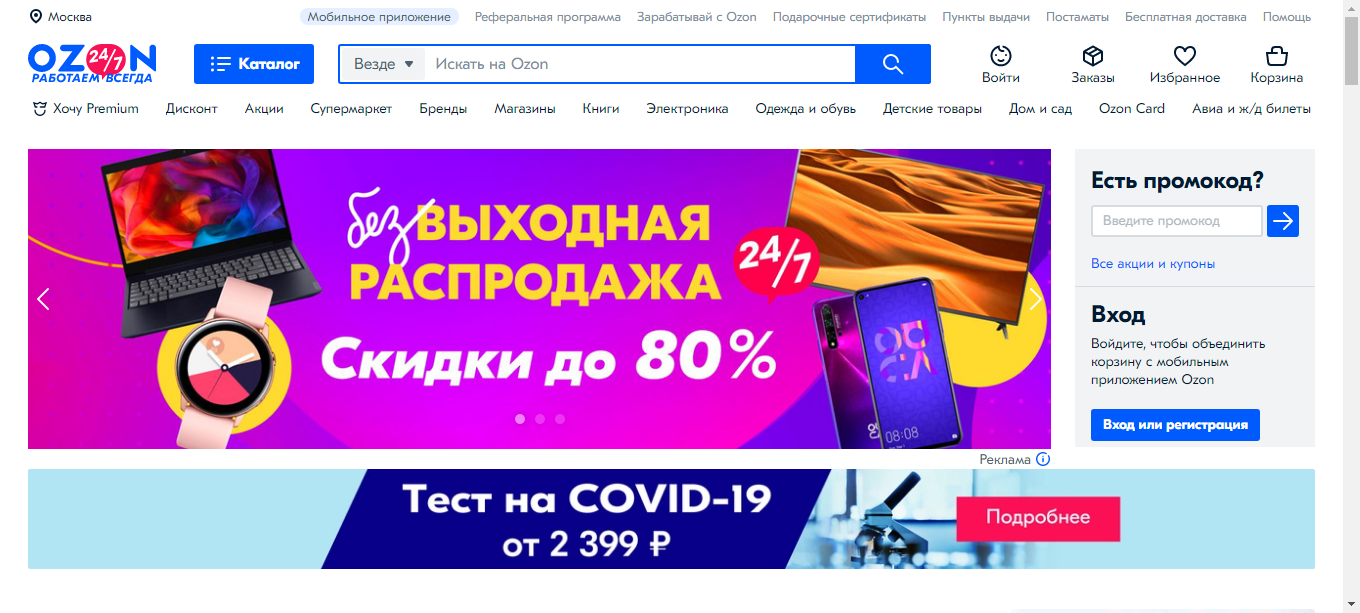 Москва
Мобильное приложение Реферальная программа Зарабатывай с Ozon Подарочные сертификаты Пункты выдачи Постаматы Бесплатная доставка Помощь
OZON 24/7
РАБОТАЕМ ВСЕГДА
Каталог
Везде Искать на Ozon
Войти Заказы Избранное Корзина
Хочу Premium Дисконт Акции Супермаркет Бренды Магазины Книги Электроника Одежда и обувь Детские товары Дом и сад Ozon Card Авиа и ж/д билеты
безВЫХОДНАЯ
РАСПРОДАЖА
24/7
Скидки до 80%
08:08
Есть промокод?
Введите промокод
Все акции и купоны
Вход
Войдите, чтобы объединить
корзину с мобильным
приложением Ozon
Вход или регистрация
Реклама
Тест на COVID-19
от 2 399 ₽
Подробнее